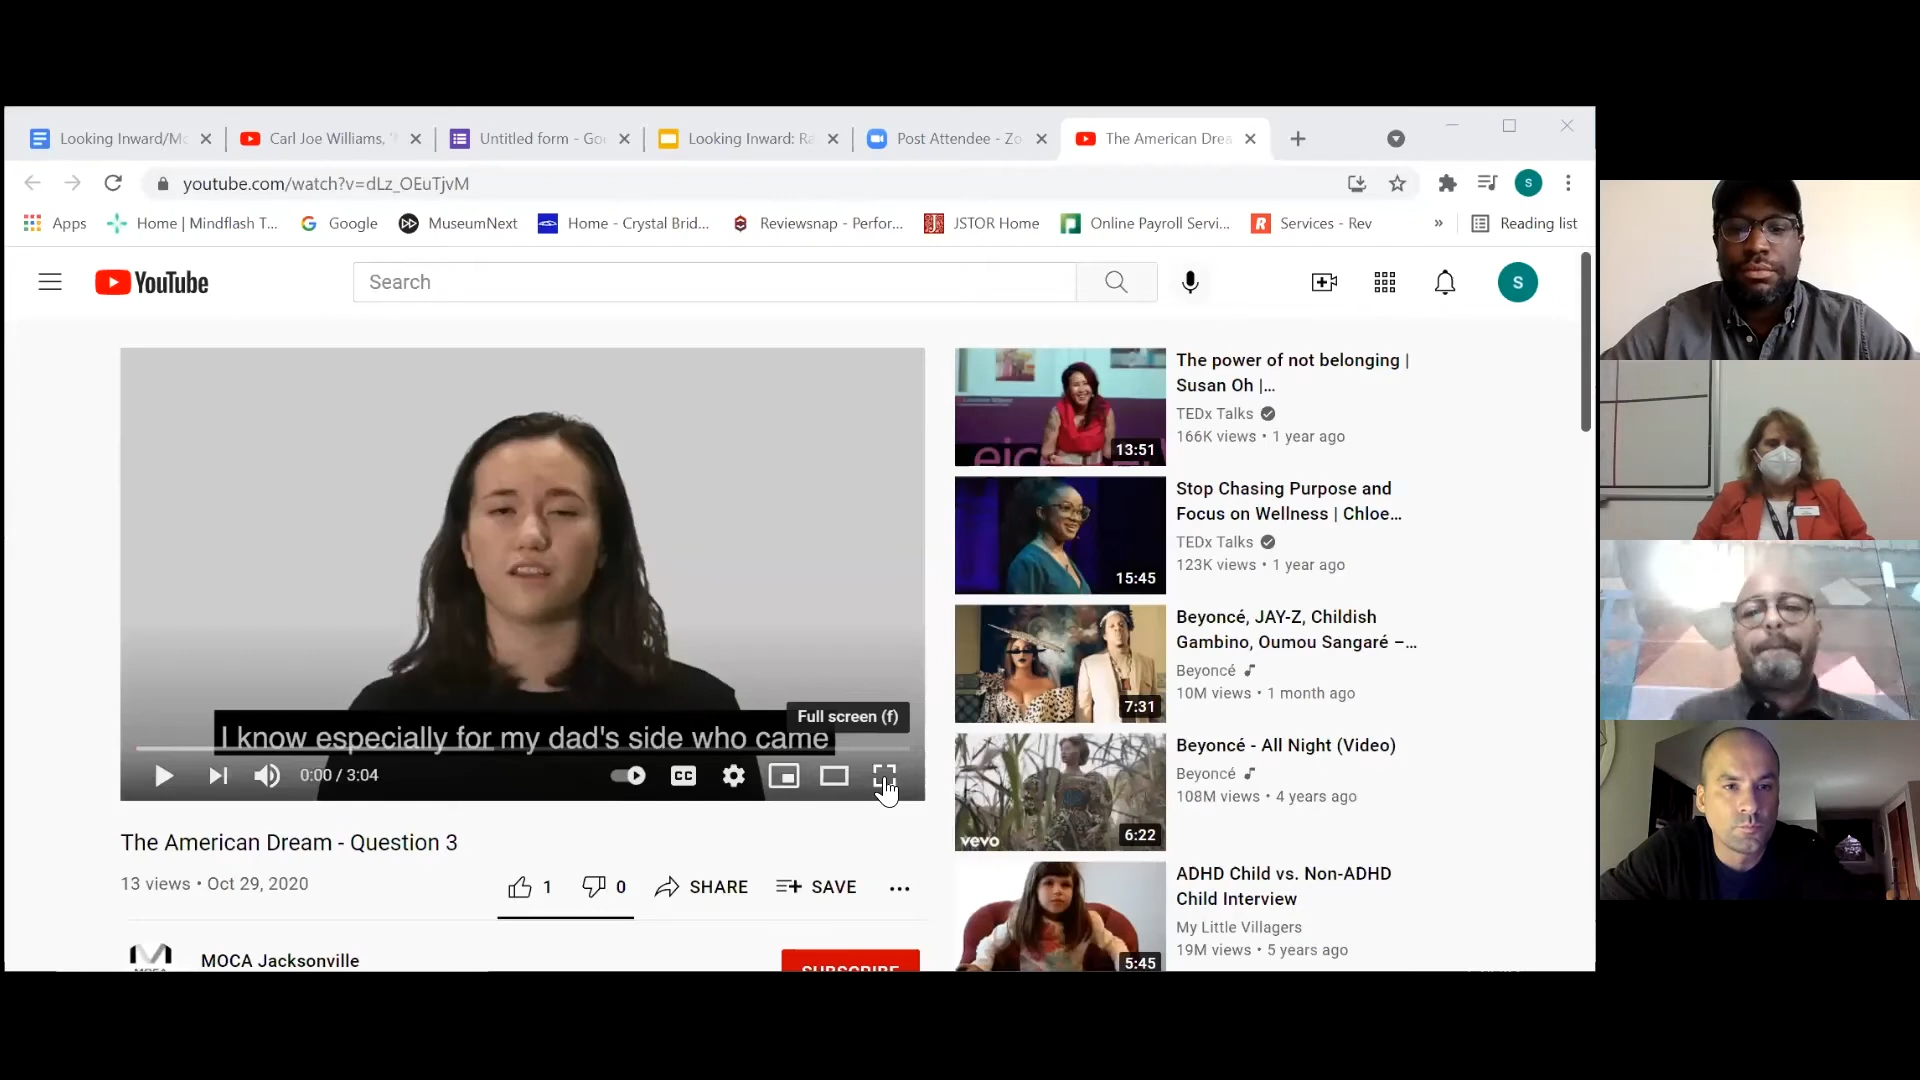 Looking Inward/Mo
Carl Joe Williams, '
Untitled form - Goo
Looking Inward: Ra
Post Attendee - Zo
The American Drea
youtube.com/watch?v=dLz_OEuTjvM
S
Apps
Home | Mindflash T...
Google
MuseumNext
Home - Crystal Brid...
Reviewsnap - Perfor...
JSTOR Home
Online Payroll Servi...
Services - Rev
»
Reading list
YouTube
Search
S
I know especially for my dad's side who came
Full screen (f)
0:00 / 3:04
CC
The American Dream - Question 3
13 views • Oct 29, 2020
1
0
SHARE
SAVE
MOCA Jacksonville
SUBSCRIBE
eic
13:51
The power of not belonging |
Susan Oh |...
TEDx Talks
166K views • 1 year ago
15:45
Stop Chasing Purpose and
Focus on Wellness | Chloe...
TEDx Talks
123K views • 1 year ago
7:31
Beyoncé, JAY-Z, Childish
Gambino, Oumou Sangaré –...
Beyoncé
10M views • 1 month ago
vevo
6:22
Beyoncé - All Night (Video)
Beyoncé
108M views • 4 years ago
5:45
ADHD Child vs. Non-ADHD
Child Interview
My Little Villagers
19M views • 5 years ago